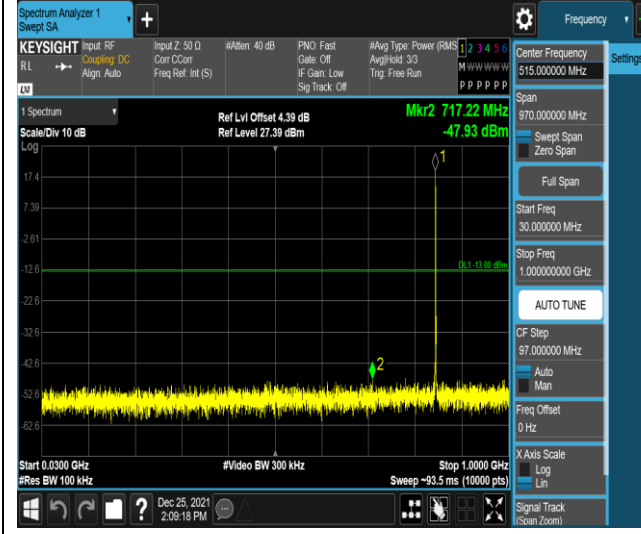 Spectrum Analyzer 1
Swept SA
+
Frequency
KEYSIGHT
RL
LXI
Input: RF
Coupling: DC
Align: Auto
Input Z: 50 Ω
Corr CCorr
Freq Ref: Int (S)
#Atten: 40 dB
PNO: Fast
Gate: Off
IF Gain: Low
Sig Track: Off
#Avg Type: Power (RMS
Avg|Hold: 3/3
Trig: Free Run
1 2 3 4 5 6
M W W W W W
P P P P P P
Center Frequency
515.000000 MHz
Settings
Span
970.000000 MHz
Swept Span
Zero Span
Full Span
Start Freq
30.000000 MHz
Stop Freq
1.000000000 GHz
AUTO TUNE
CF Step
97.000000 MHz
Auto
Man
Freq Offset
0 Hz
X Axis Scale
Log
Lin
Signal Track
(Span Zoom)
1 Spectrum
Scale/Div 10 dB
Ref Lvl Offset 4.39 dB
Ref Level 27.39 dBm
Mkr2 717.22 MHz
-47.93 dBm
Log
17.4
7.39
-2.61
-12.6
-22.6
-32.6
-42.6
-52.6
-62.6
1
DL1 -13.00 dBm
2
Start 0.0300 GHz
#Res BW 100 kHz
#Video BW 300 kHz
Stop 1.0000 GHz
Sweep ~93.5 ms (10000 pts)
?
Dec 25, 2021
2:09:18 PM